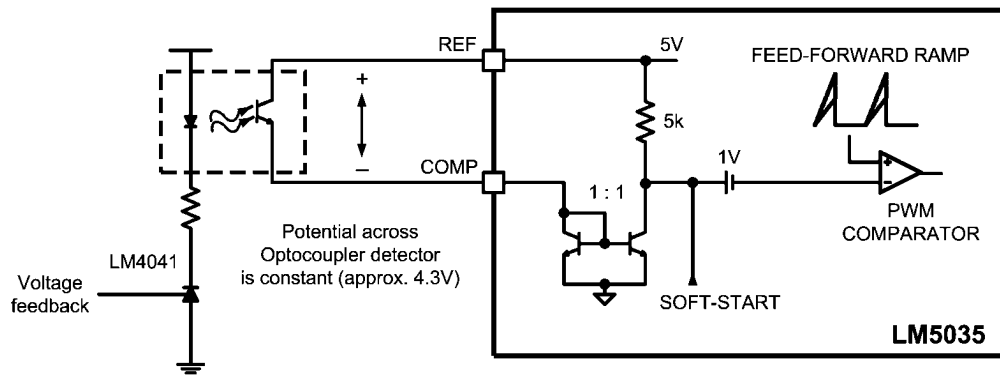 REF
5V
FEED-FORWARD RAMP
+
5k
–
COMP
1V
1 : 1
+
-
PWM
COMPARATOR
Potential across
Optocoupler detector
is constant (approx. 4.3V)
LM4041
Voltage
feedback
SOFT-START
LM5035